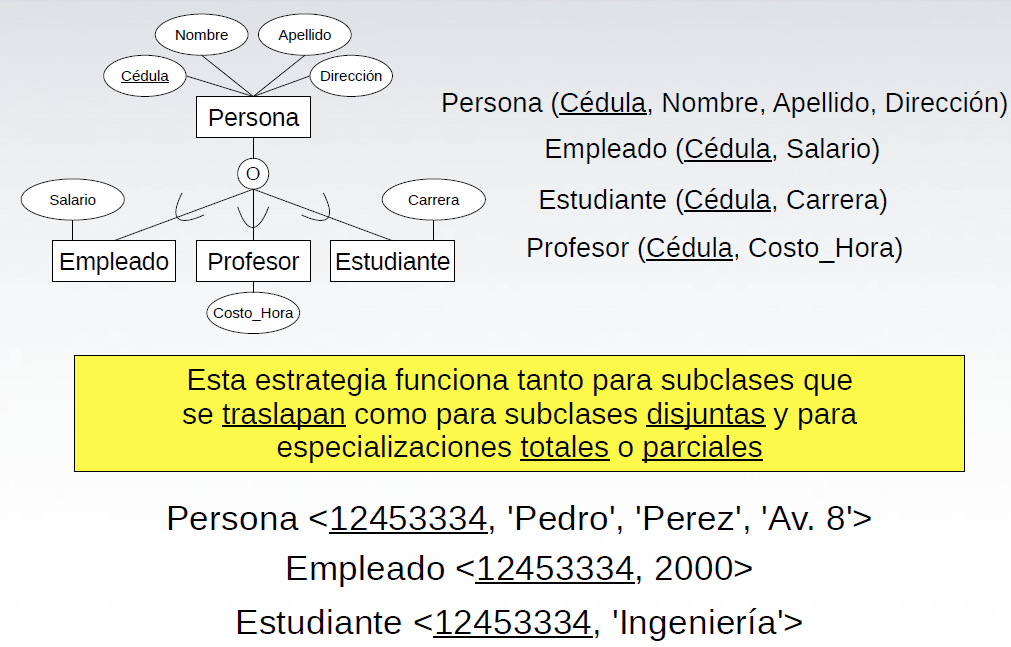 Nombre
Apellido
Cédula
Dirección
Persona
O
Salario
Carrera
Empleado
Profesor
Estudiante
Costo_Hora
Persona (Cédula, Nombre, Apellido, Dirección)
Empleado (Cédula, Salario)
Estudiante (Cédula, Carrera)
Profesor (Cédula, Costo_Hora)
Esta estrategia funciona tanto para subclases que
se traslapan como para subclases disjuntas y para
especializaciones totales o parciales
Persona <12453334, 'Pedro', 'Perez', 'Av. 8'>
Empleado <12453334, 2000>
Estudiante <12453334, 'Ingeniería'>